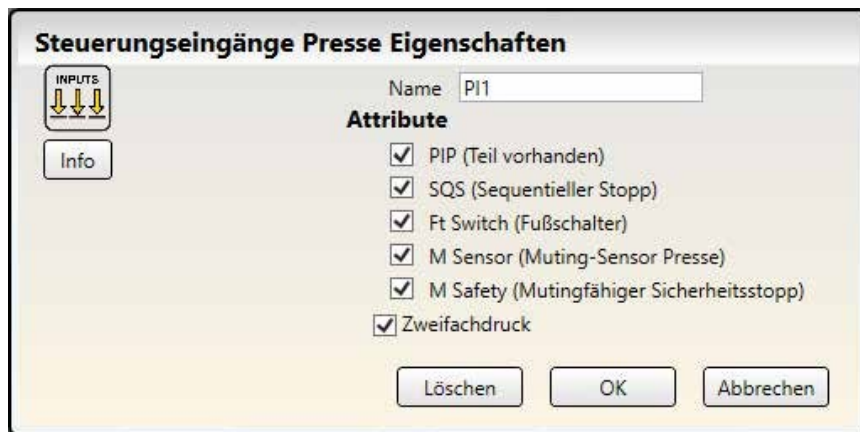 Steuerungseingänge Presse Eigenschaften
INPUTS
Info
Name PI1
Attribute
PIP (Teil vorhanden)
SQS (Sequentieller Stopp)
Ft Switch (Fußschalter)
M Sensor (Muting-Sensor Presse)
M Safety (Mutingfähiger Sicherheitsstopp)
Zweifachdruck
Löschen OK Abbrechen